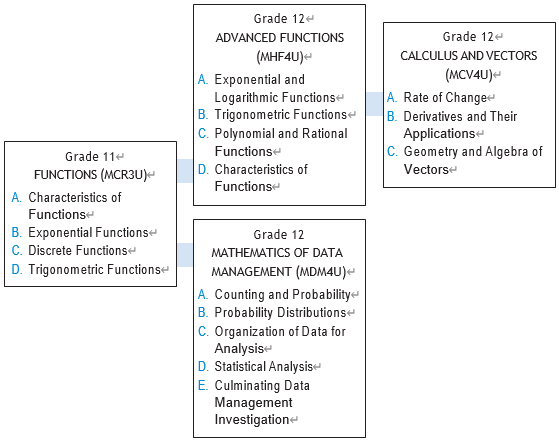 Grade 11↵
FUNCTIONS (MCR3U)↵
A. Characteristics of
Functions↵
B. Exponential Functions↵
C. Discrete Functions↵
D. Trigonometric Functions↵
Grade 12
ADVANCED FUNCTIONS
(MHF4U)↵
A. Exponential and
Logarithmic Functions↵
B. Trigonometric Functions↵
C. Polynomial and Rational
Functions↵
D. Characteristics of
Functions↵
Grade 12
MATHEMATICS OF DATA
MANAGEMENT (MDM4U)↵
A. Counting and Probability↵
B. Probability Distributions↵
C. Organization of Data for
Analysis↵
D. Statistical Analysis↵
E. Culminating Data
Management
Investigation↵
Grade 12
CALCULUS AND VECTORS
(MCV4U)↵
A. Rate of Change↵
B. Derivatives and Their
Applications↵
C. Geometry and Algebra of
Vectors↵